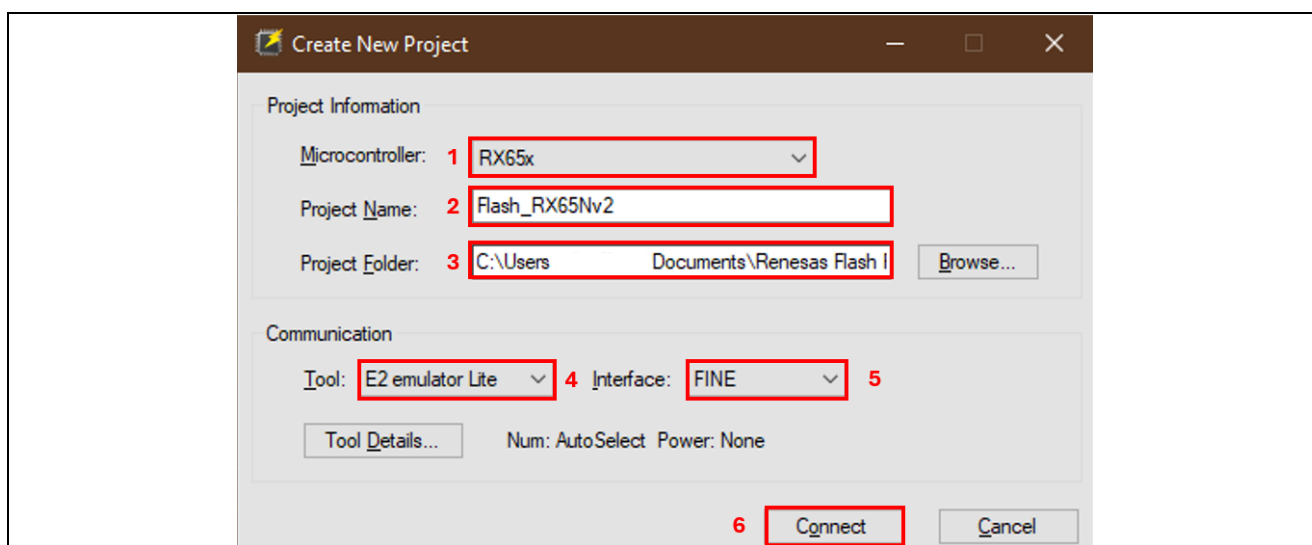 Create New Project
Project Information
Microcontroller: 1 RX65x
Project Name: 2 Flash_RX65Nv2
Project Folder: 3 C:\Users Documents\Renesas Flash Browse...
Communication
Tool: E2 emulator Lite 4 Interface: FINE 5
Tool Details... Num: AutoSelect Power: None
6 Connect Cancel